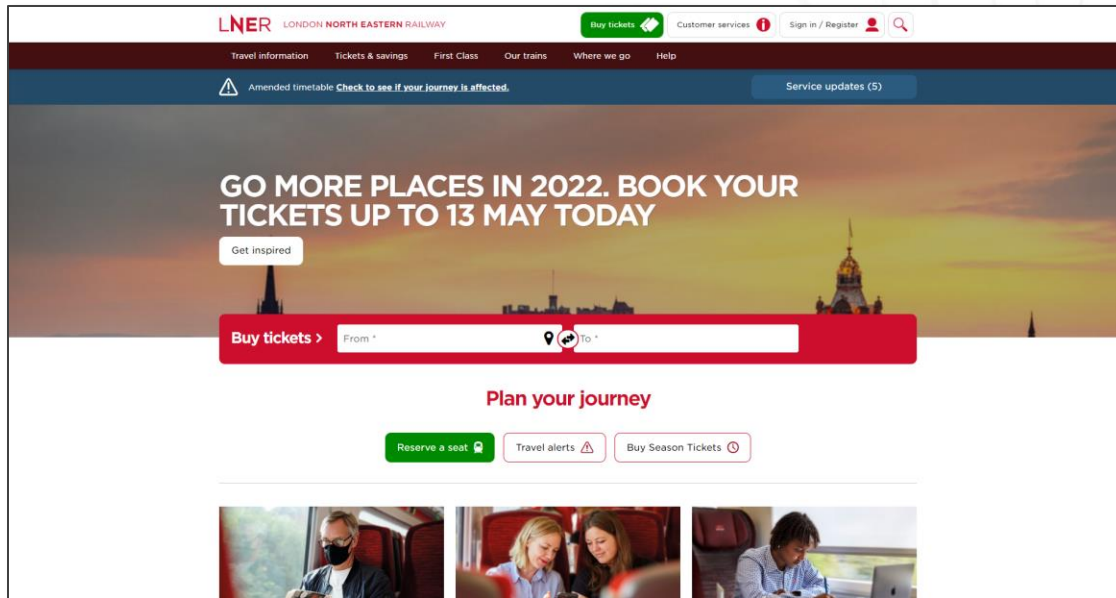 LNER LONDON NORTH EASTERN RAILWAY
Buy tickets
Customer services
Sign in / Register
Travel information
Tickets & savings
First Class
Our trains
Where we go
Help
Amended timetable Check to see if your journey is affected.
Service updates (5)
GO MORE PLACES IN 2022. BOOK YOUR
TICKETS UP TO 13 MAY TODAY
Get inspired
Buy tickets >
From *
To *
Plan your journey
Reserve a seat
Travel alerts
Buy Season Tickets